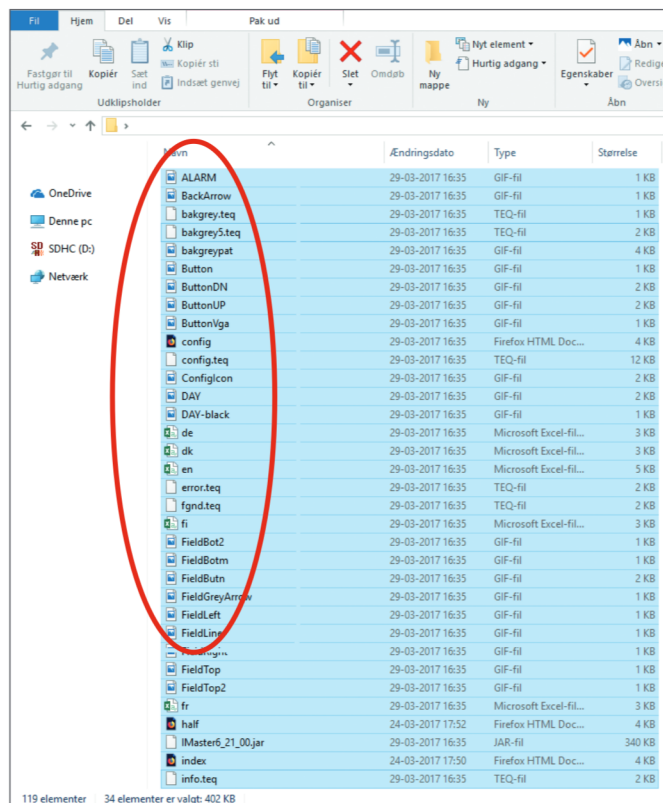 Fil Hjem Del Vis Pak ud
Fastgør til Hurtig adgang
Kopiér
Sæt ind
Klip
Kopiér sti
Indsæt genvej
Udklipsholder
Flyt til
Kopiér til
Slet
Omdøb
Organiser
Ny mappe
Nyt element
Hurtig adgang
Ny
Egenskaber
Åbn
Åbn
Navn Ændringsdato Type Størrelse
OneDrive
Denne pc
SDHC (D:)
Netværk
ALARM 29-03-2017 16:35 GIF-fil 1 KB
BackArrow 29-03-2017 16:35 GIF-fil 1 KB
bakgrey.teq 29-03-2017 16:35 TEQ-fil 1 KB
bakgrey5.teq 29-03-2017 16:35 TEQ-fil 2 KB
bakgreypat 29-03-2017 16:35 GIF-fil 4 KB
Button 29-03-2017 16:35 GIF-fil 1 KB
ButtonDN 29-03-2017 16:35 GIF-fil 2 KB
ButtonUP 29-03-2017 16:35 GIF-fil 2 KB
ButtonVga 29-03-2017 16:35 GIF-fil 1 KB
config 29-03-2017 16:35 Firefox HTML Doc... 4 KB
config.teq 29-03-2017 16:35 TEQ-fil 12 KB
ConfigIcon 29-03-2017 16:35 GIF-fil 2 KB
DAY 29-03-2017 16:35 GIF-fil 2 KB
DAY-black 29-03-2017 16:35 GIF-fil 1 KB
de 29-03-2017 16:35 Microsoft Excel-fil... 3 KB
dk 29-03-2017 16:35 Microsoft Excel-fil... 3 KB
en 29-03-2017 16:35 Microsoft Excel-fil... 5 KB
error.teq 29-03-2017 16:35 TEQ-fil 2 KB
fgnd.teq 29-03-2017 16:35 TEQ-fil 2 KB
fi 29-03-2017 16:35 Microsoft Excel-fil... 3 KB
FieldBot2 29-03-2017 16:35 GIF-fil 1 KB
FieldBotm 29-03-2017 16:35 GIF-fil 1 KB
FieldButn 29-03-2017 16:35 GIF-fil 2 KB
FieldGreyArrow 29-03-2017 16:35 GIF-fil 1 KB
FieldLeft 29-03-2017 16:35 GIF-fil 1 KB
FieldLine 29-03-2017 16:35 GIF-fil 1 KB
FieldRight 29-03-2017 16:35 GIF-fil 1 KB
FieldTop 29-03-2017 16:35 GIF-fil 1 KB
FieldTop2 29-03-2017 16:35 GIF-fil 1 KB
fr 29-03-2017 16:35 Microsoft Excel-fil... 3 KB
half 24-03-2017 17:52 Firefox HTML Doc... 4 KB
IMaster6_21_00.jar 29-03-2017 16:35 JAR-fil 340 KB
index 24-03-2017 17:50 Firefox HTML Doc... 4 KB
info.teq 29-03-2017 16:35 TEQ-fil 2 KB
119 elementer 34 elementer er valgt: 402 KB